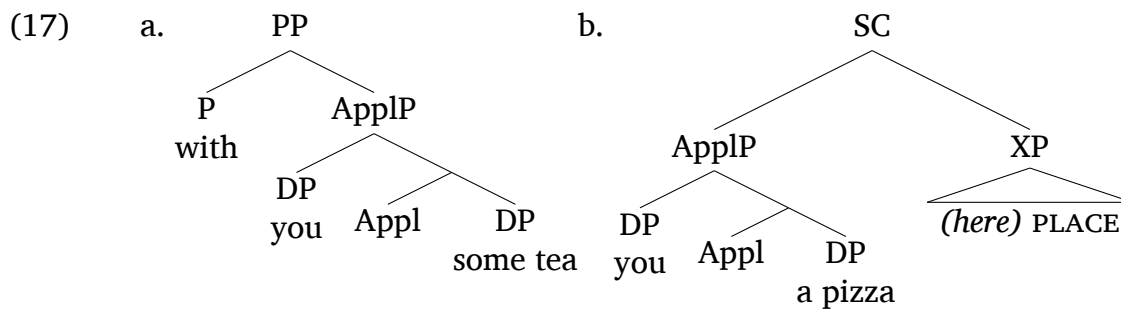 (17) a. PP b. SC
P ApplP
with
ApplP XP
DP
you Appl DP
some tea
DP
you Appl DP
a pizza
(here) PLACE